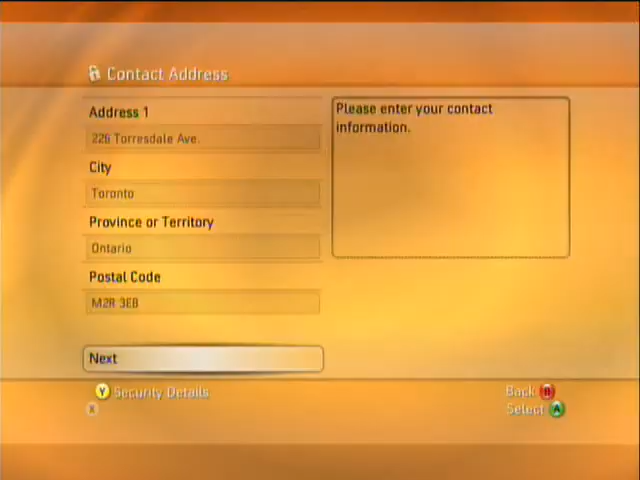 Contact Address
Address 1
226 Torresdale Ave.
City
Toronto
Province or Territory
Ontario
Postal Code
M2R 3E8
Next
Please enter your contact
information.
Y Security Details
X
Back B
Select A